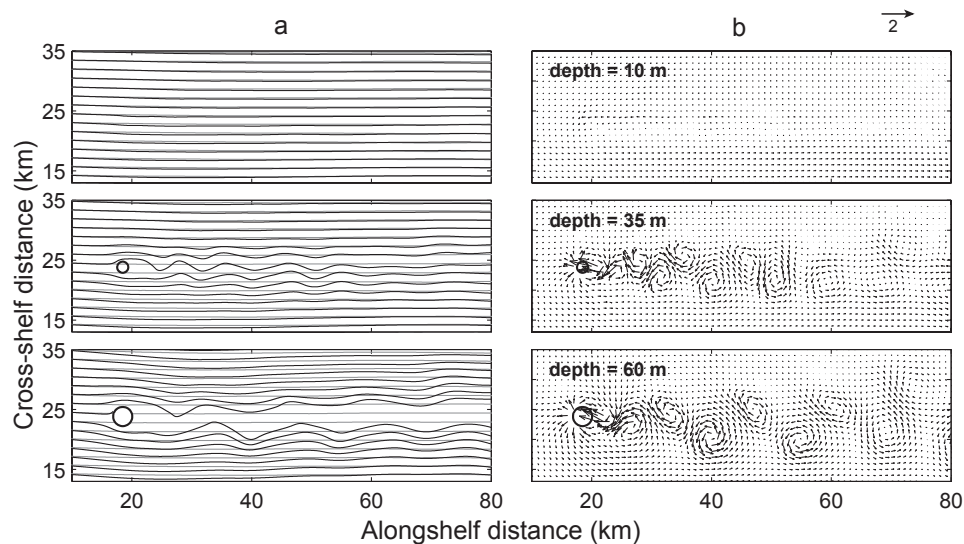 a
b
2
35
25
15
depth = 10 m
35
25
15
depth = 35 m
35
25
15
20
40
60
80
depth = 60 m
20
40
60
80
Cross-shelf distance (km)
Alongshelf distance (km)